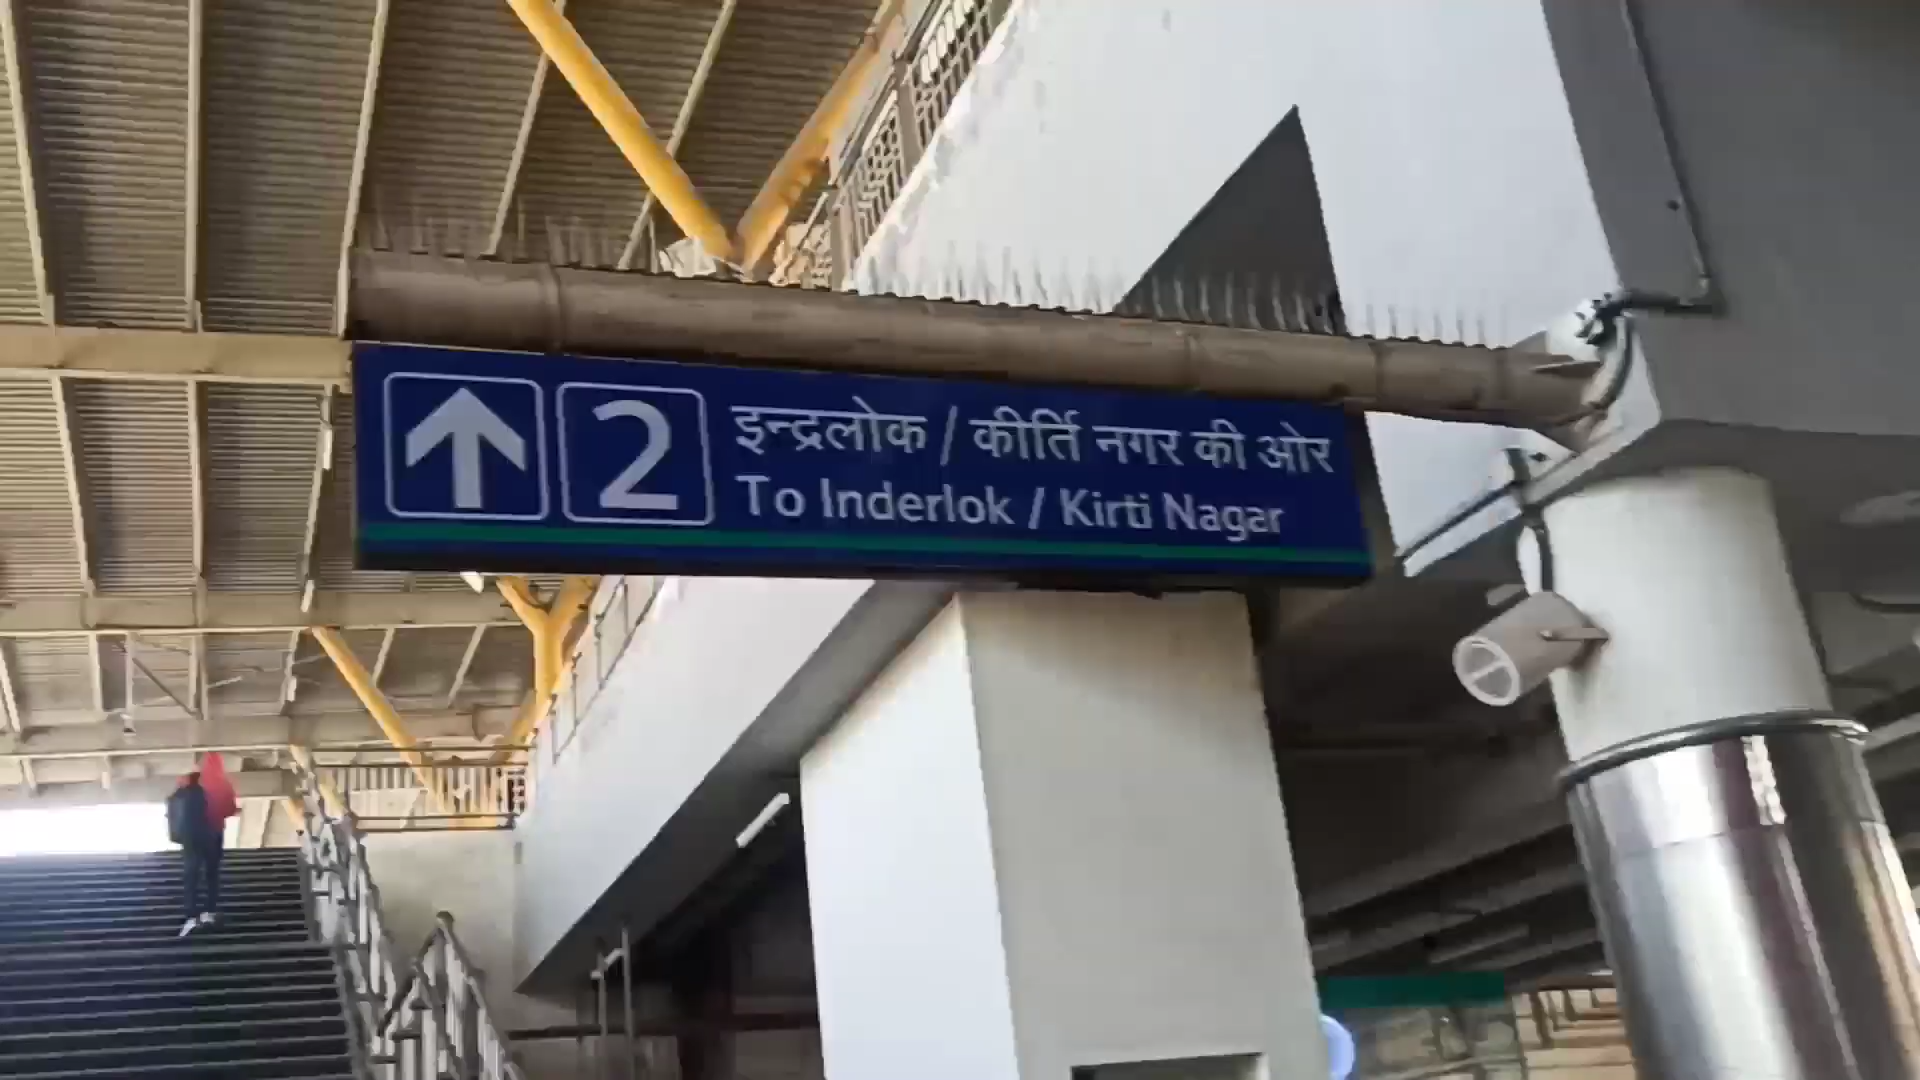 2
इन्द्रलोक / कीर्ति नगर की ओर
To Inderlok / Kirti Nagar